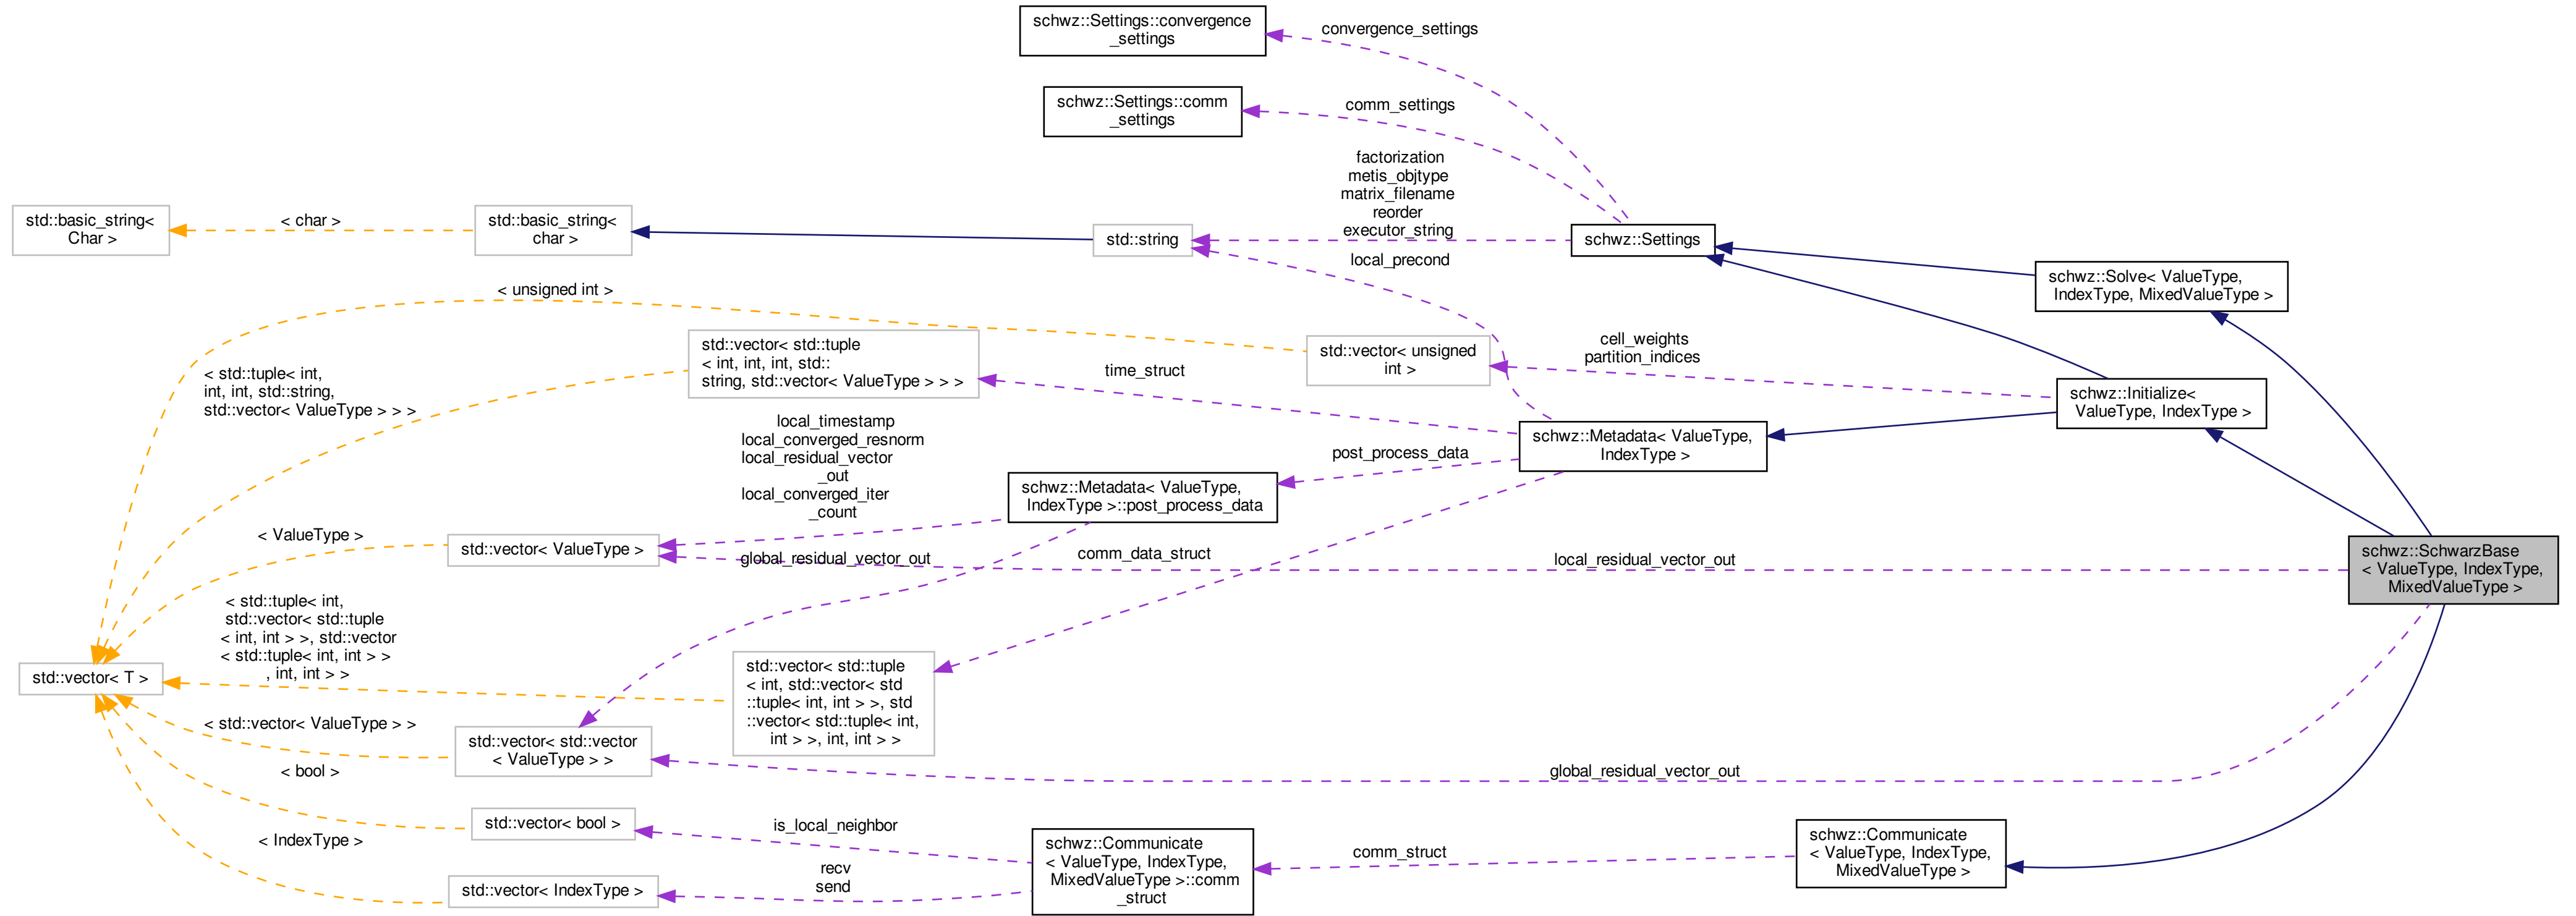 schwz::Settings::convergence
_settings
convergence_settings
schwz::Settings::comm
_settings
comm_settings
factorization
metis_objtype
matrix_filename
reorder
executor_string
std::basic_string<
Char >
< char >
std::basic_string<
char >
std::string
schwz::Settings
local_precond
schwz::Solve< ValueType,
IndexType, MixedValueType >
< unsigned int >
std::vector< std::tuple
< int, int, int, std::
string, std::vector< ValueType > > >
std::vector< unsigned
int >
cell_weights
partition_indices
time_struct
< std::tuple< int,
int, int, std::string,
std::vector< ValueType > > >
schwz::Initialize<
ValueType, IndexType >
local_timestamp
local_converged_resnorm
local_residual_vector
_out
local_converged_iter
_count
schwz::Metadata< ValueType,
IndexType >
post_process_data
schwz::Metadata< ValueType,
IndexType >::post_process_data
< ValueType >
std::vector< ValueType >
global_residual_vector_out
comm_data_struct
local_residual_vector_out
schwz::SchwarzBase
< ValueType, IndexType,
MixedValueType >
< std::tuple< int,
std::vector< std::tuple
< int, int > >, std::vector
< std::tuple< int, int > >
, int, int > >
std::vector< T >
std::vector< std::tuple
< int, std::vector< std
::tuple< int, int > >, std
::vector< std::tuple< int,
int > >, int, int > >
< std::vector< ValueType > >
std::vector< std::vector
< ValueType > >
< bool >
global_residual_vector_out
std::vector< bool >
is_local_neighbor
< IndexType >
schwz::Communicate
< ValueType, IndexType,
MixedValueType >::comm
_struct
comm_struct
schwz::Communicate
< ValueType, IndexType,
MixedValueType >
recv
send
std::vector< IndexType >